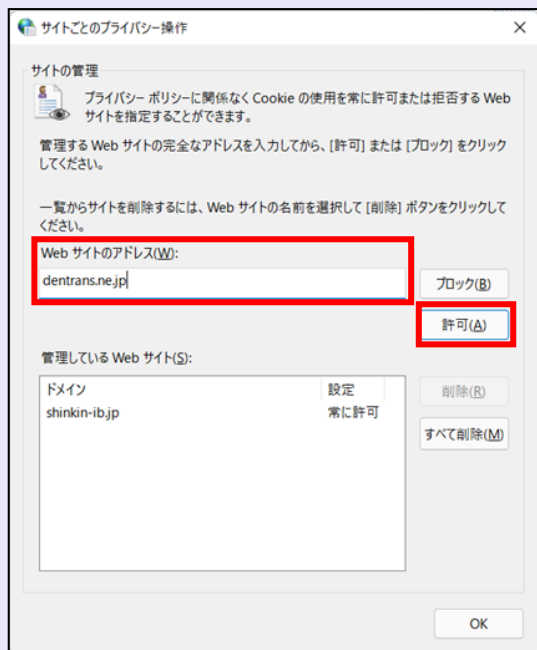 サイトごとのプライバシー操作
サイトの管理
プライバシー ポリシーに関係なく Cookie の使用を常に許可または拒否する Web
サイトを指定することができます。
管理する Web サイトの完全なアドレスを入力してから、[許可] または [ブロック] をクリック
してください。
一覧からサイトを削除するには、Web サイトの名前を選択して [削除] ボタンをクリックして
ください。
Web サイトのアドレス(W):
dentrans.ne.jp
ブロック(B)
許可(A)
管理している Web サイト(S):
ドメイン 設定
shinkin-ib.jp 常に許可
削除(R)
すべて削除(M)
OK